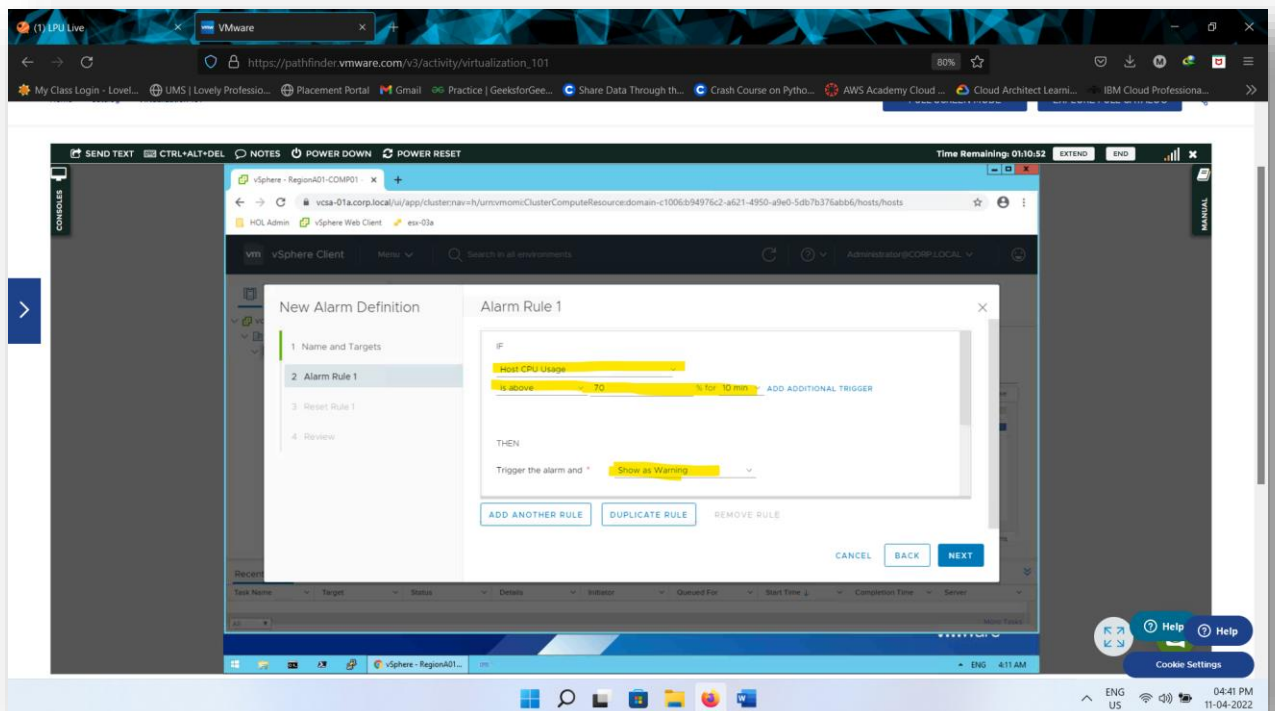 (1) LPU Live
VMware
https://pathfinder.vmware.com/v3/activity/virtualization_101
80%
My Class Login - Lovel...
UMS | Lovely Professio...
Placement Portal
Gmail
Practice | GeeksforGee...
Share Data Through th...
Crash Course on Pytho...
AWS Academy Cloud ...
Cloud Architect Learni...
IBM Cloud Professiona...
SEND TEXT
CTRL+ALT+DEL
NOTES
POWER DOWN
POWER RESET
Time Remaining: 01:10:52
EXTEND
END
CONSOLES
MANUAL
vSphere - RegionA01-COMP01 -
vcsa-01a.corp.local/ui/app/cluster;nav=h/urn:vmomi:ClusterComputeResource:domain-c1006:b94976c2-a621-4950-a9e0-5db7b376abb6/hosts/hosts
HOL Admin
vSphere Web Client
esx-03a
vm vSphere Client
Menu
Search in all environments
Administrator@CORP.LOCAL
New Alarm Definition
1 Name and Targets
2 Alarm Rule 1
3 Reset Rule 1
4 Review
Alarm Rule 1
IF
Host CPU Usage
is above 70 % for 10 min ADD ADDITIONAL TRIGGER
THEN
Trigger the alarm and * Show as Warning
ADD ANOTHER RULE
DUPLICATE RULE
REMOVE RULE
CANCEL
BACK
NEXT
Recent
Task Name
Target
Status
Details
Initiator
Queued For
Start Time
Completion Time
Server
All
More Tasks
vSphere - RegionA01...
ENG 4:11 AM
Help
Help
Cookie Settings
ENG
US
04:41 PM
11-04-2022